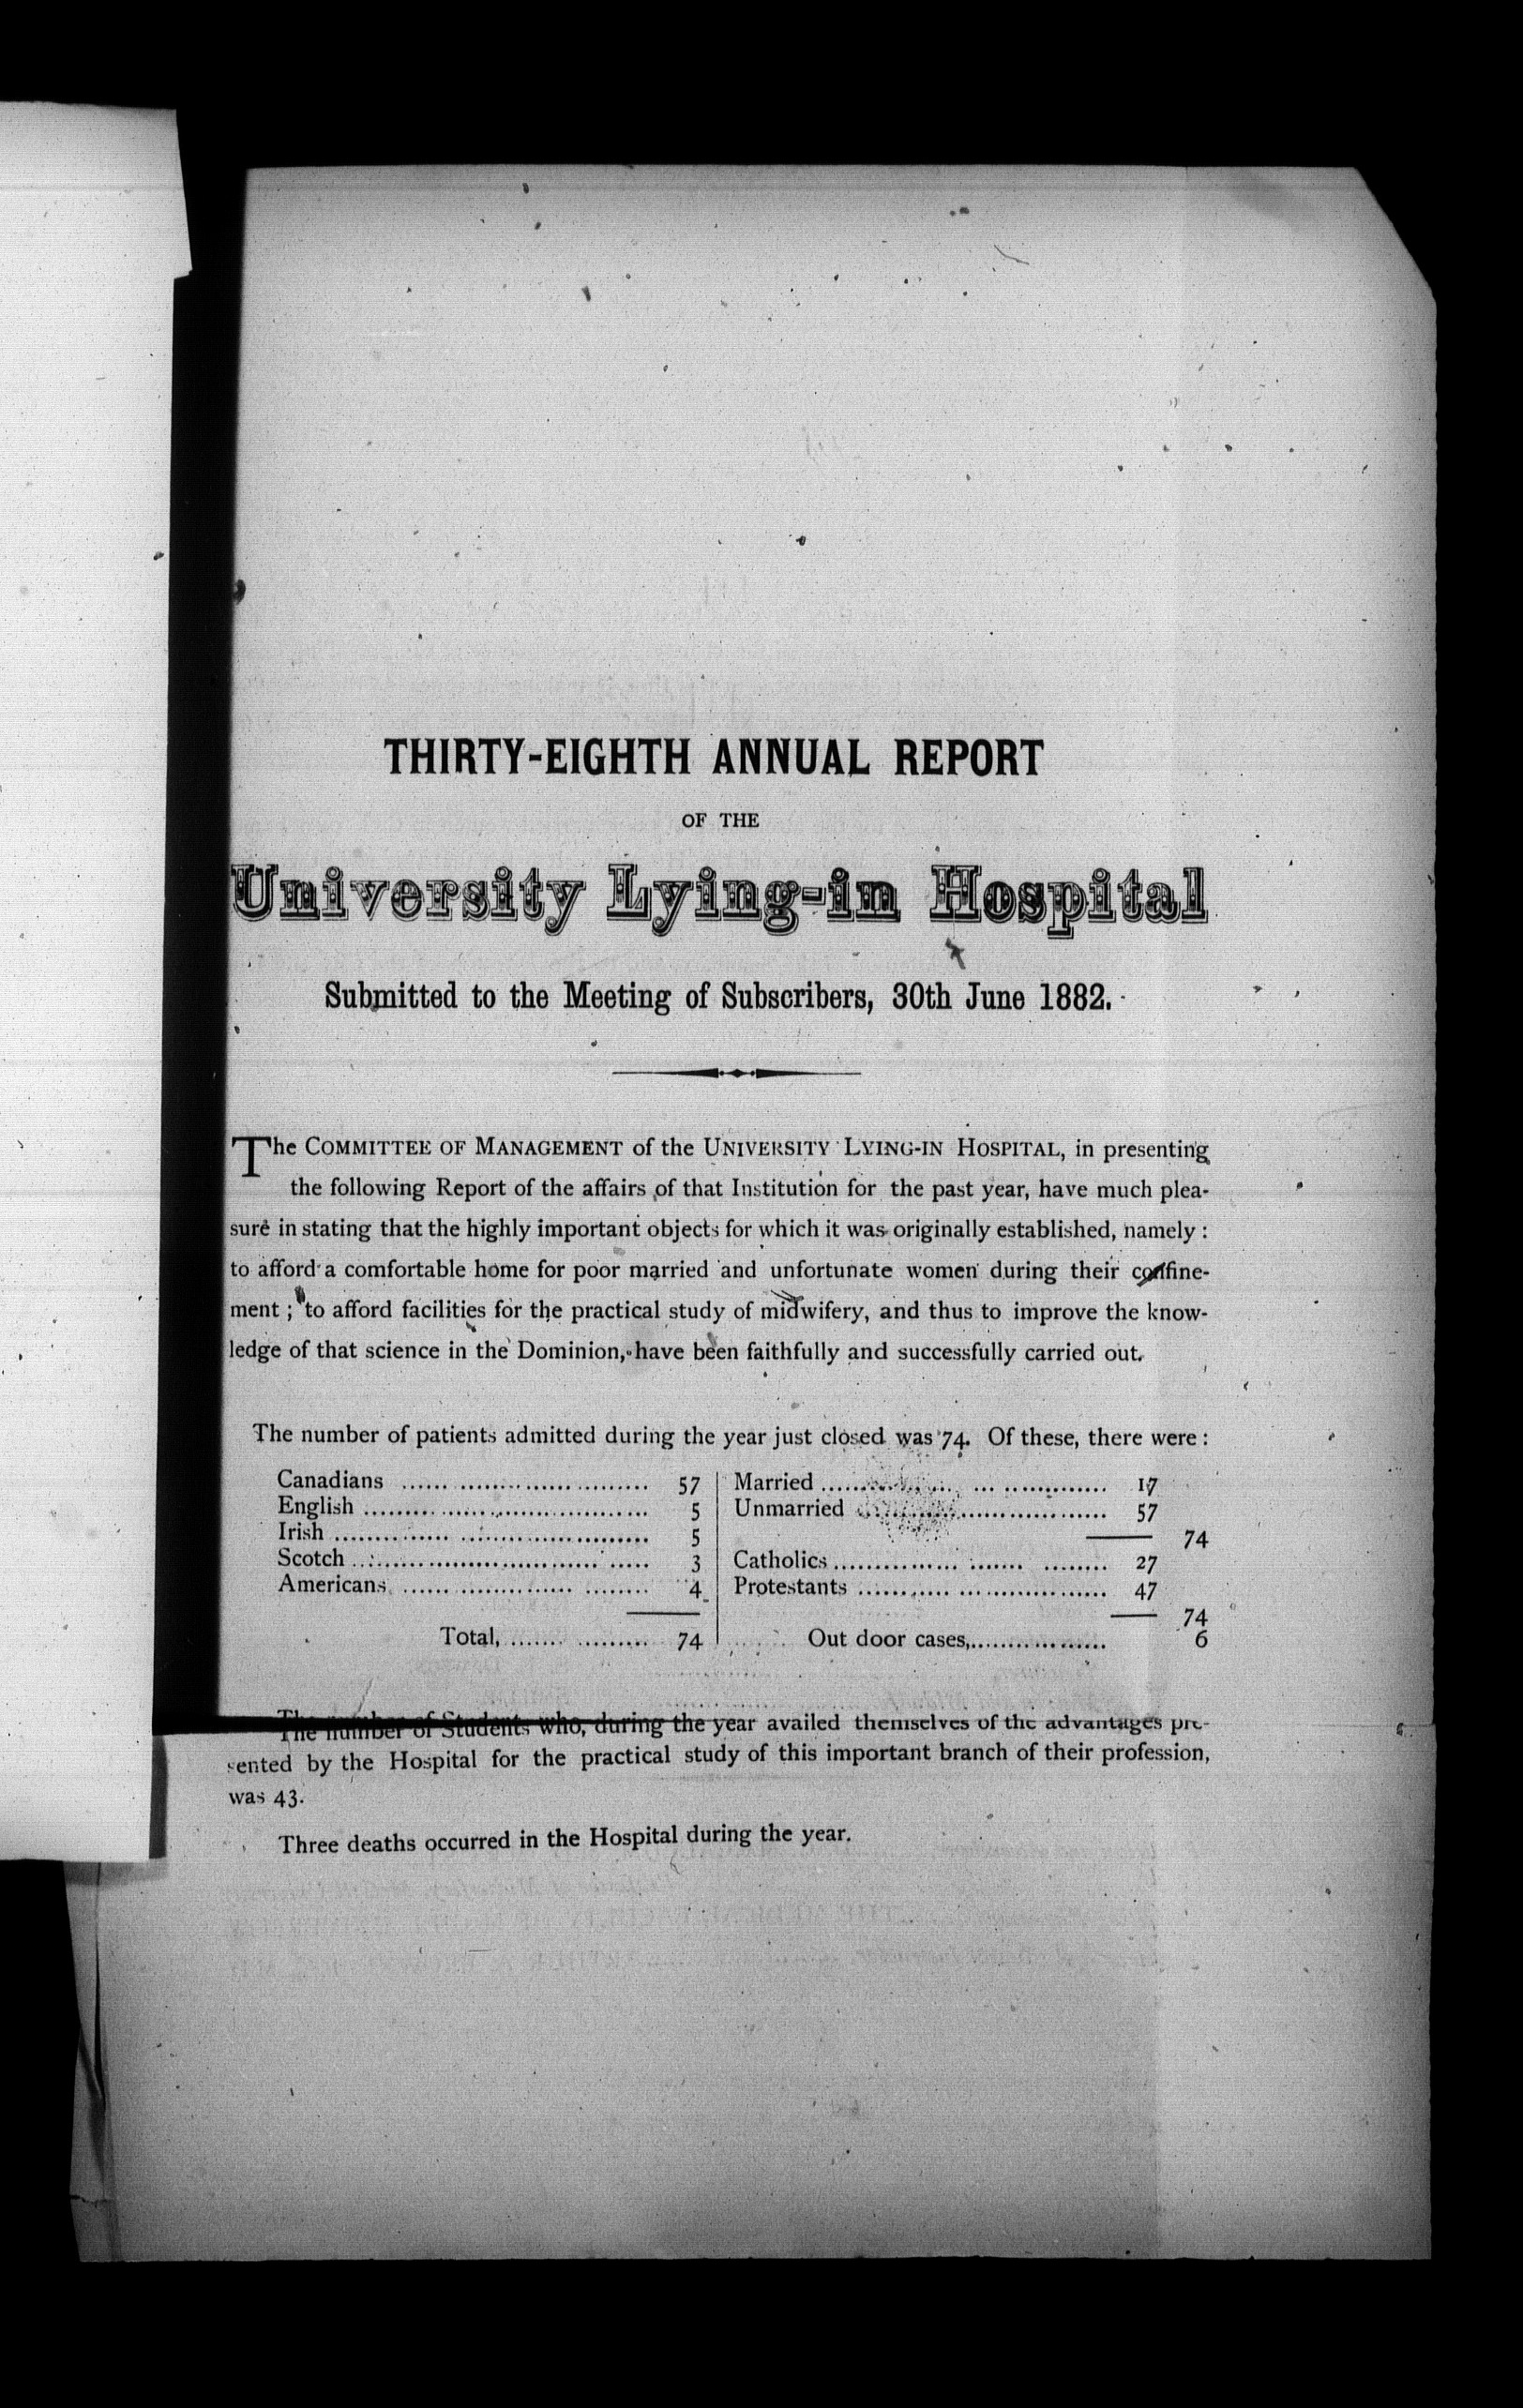 THIRTY-EIGHTH ANNUAL REPORT
OF THE
University Lying-in Hospital
Submitted to the Meeting of Subscribers, 30th June 1882.
The COMMITTEE OF MANAGEMENT of the UNIVERSITY LYING-IN HOSPITAL, in presenting
the following Report of the affairs of that Institution for the past year, have much plea-
sure in stating that the highly important objects for which it was originally established, namely :
to afford a comfortable home for poor married and unfortunate women during their confine-
ment ; to afford facilities for the practical study of midwifery, and thus to improve the know-
ledge of that science in the Dominion, have been faithfully and successfully carried out.
The number of patients admitted during the year just closed was 74. Of these, there were :
Canadians ................................ 57
English ................................ 5
Irish ................................ 5
Scotch ................................ 3
Americans ................................ 4
Total, ................ 74
Married ................................ 17
Unmarried ................................ 57
74
Catholics ................................ 27
Protestants ................................ 47
74
Out door cases,................ 6
The number of Students who, during the year availed themselves of the advantages pre-
sented by the Hospital for the practical study of this important branch of their profession,
was 43.
Three deaths occurred in the Hospital during the year.